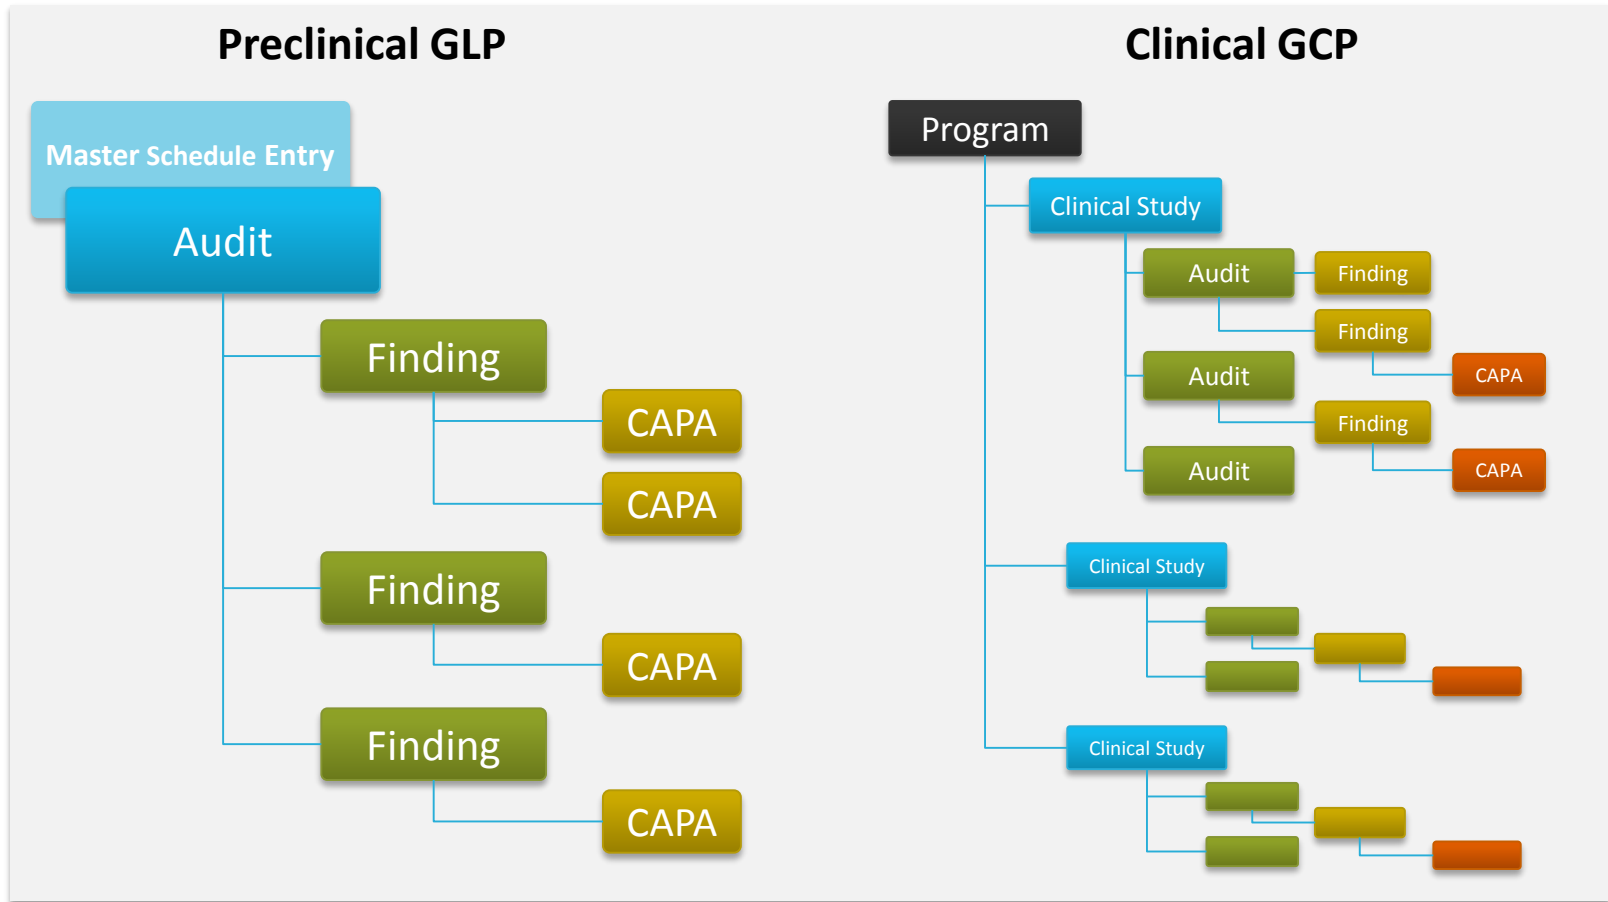 Preclinical GLP
Master Schedule Entry
Audit
Finding
CAPA
CAPA
Finding
CAPA
Finding
CAPA
Clinical GCP
Program
Clinical Study
Audit
Finding
Finding
CAPA
Audit
Finding
CAPA
Audit
Clinical Study
Clinical Study